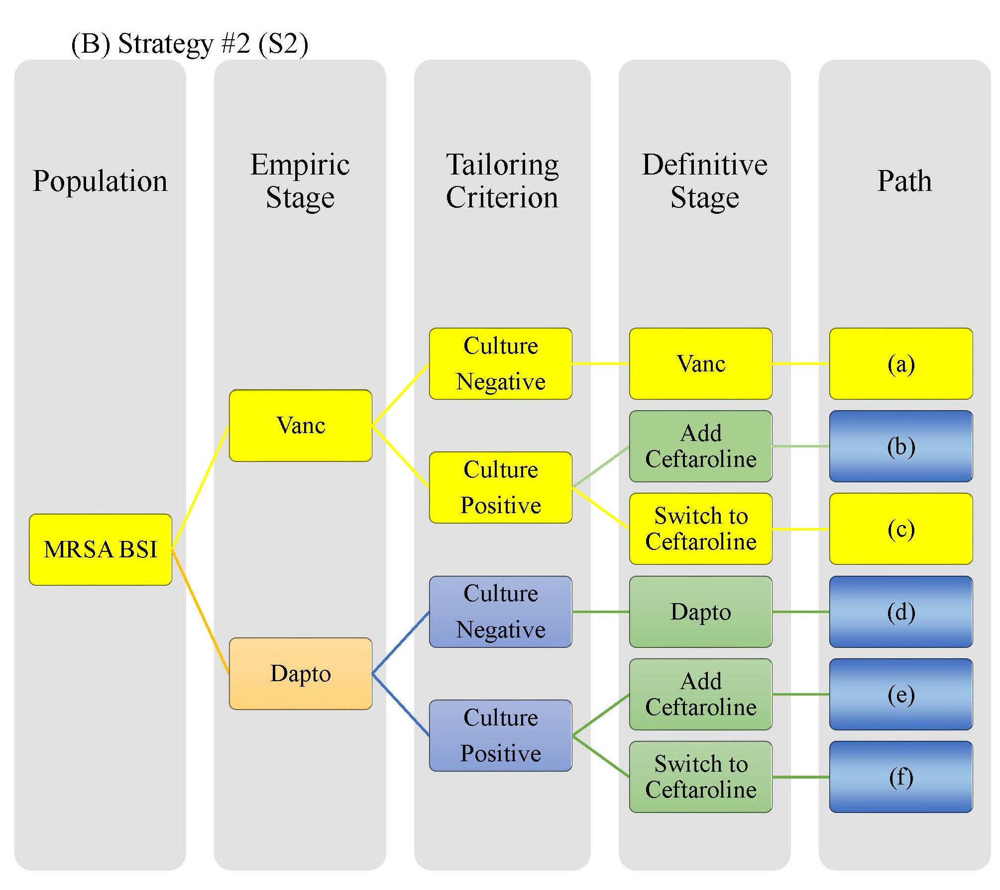 (B) Strategy #2 (S2)
Population
Empiric
Stage
Tailoring
Criterion
Definitive
Stage
Path
MRSA BSI
Vanc
Dapto
Culture
Negative
Culture
Positive
Culture
Negative
Culture
Positive
Vanc
Add
Ceftaroline
Switch to
Ceftaroline
Dapto
Add
Ceftaroline
Switch to
Ceftaroline
(a)
(b)
(c)
(d)
(e)
(f)